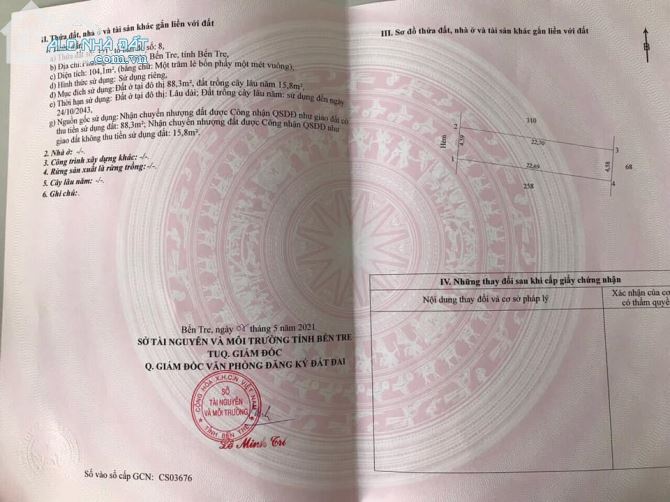 II. Thửa đất, nhà ở và tài sản khác gắn liền với đất
ALO NHÀ ĐẤT
.com.vn
số: 8,
b) Địa chỉ: Bến Tre, tỉnh Bến Tre,
c) Diện tích: 104,1m², (bằng chữ: Một trăm lẻ bốn phẩy một mét vuông),
d) Hình thức sử dụng: Sử dụng riêng,
đ) Mục đích sử dụng: Đất ở tại đô thị 88,3m², đất trồng cây lâu năm 15,8m²,
e) Thời hạn sử dụng: Đất ở tại đô thị: Lâu dài; Đất trồng cây lâu năm: sử dụng đến ngày
24/10/2043,
g) Nguồn gốc sử dụng: Nhận chuyển nhượng đất được Công nhận QSDĐ như giao đất có
thu tiền sử dụng đất: 88,3m²; Nhận chuyển nhượng đất được Công nhận QSDĐ như
giao đất không thu tiền sử dụng đất: 15,8m².
2. Nhà ở: -/-.
3. Công trình xây dựng khác: -/-.
4. Rừng sản xuất là rừng trồng:-/-.
5. Cây lâu năm: -/-.
6. Ghi chú:
Bến Tre, ngày tháng 5 năm 2021
SỞ TÀI NGUYÊN VÀ MÔI TRƯỜNG TỈNH BẾN TRE
TUQ. GIÁM ĐỐC
Q. GIÁM ĐỐC VĂN PHÒNG ĐĂNG KÝ ĐẤT ĐAI
CỘNG HÒA X.H.C.N VIỆT NAM
SỞ
TÀI NGUYÊN
VÀ MÔI TRƯỜNG
TỈNH BẾN TRE
Lê Minh Trí
Số vào sổ cấp GCN: CS03676
III. Sơ đồ thửa đất, nhà ở và tài sản khác gắn liền với đất
310
2
Hẻm
4,59
22,70
3
1
22,69
4,58
68
258
4
IV. Những thay đổi sau khi cấp giấy chứng nhận
Nội dung thay đổi và cơ sở pháp lý
Xác nhận của cơ
có thẩm quyề